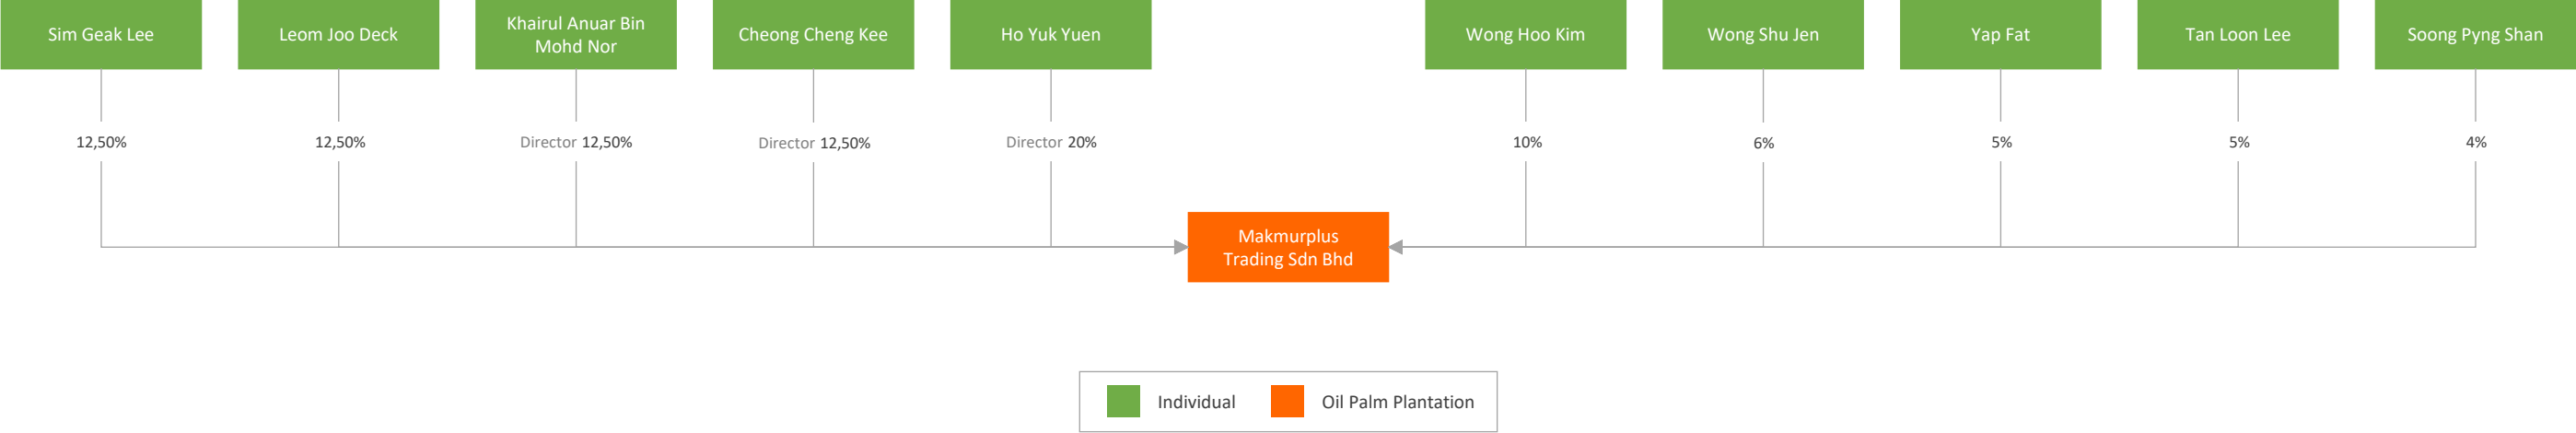 Sim Geak Lee
Leom Joo Deck
Khairul Anuar Bin
Mohd Nor
Cheong Cheng Kee
Ho Yuk Yuen
Wong Hoo Kim
Wong Shu Jen
Yap Fat
Tan Loon Lee
Soong Pyng Shan
12,50%
12,50%
Director 12,50%
Director 12,50%
Director 20%
10%
6%
5%
5%
4%
Makmurplus
Trading Sdn Bhd
Individual
Oil Palm Plantation